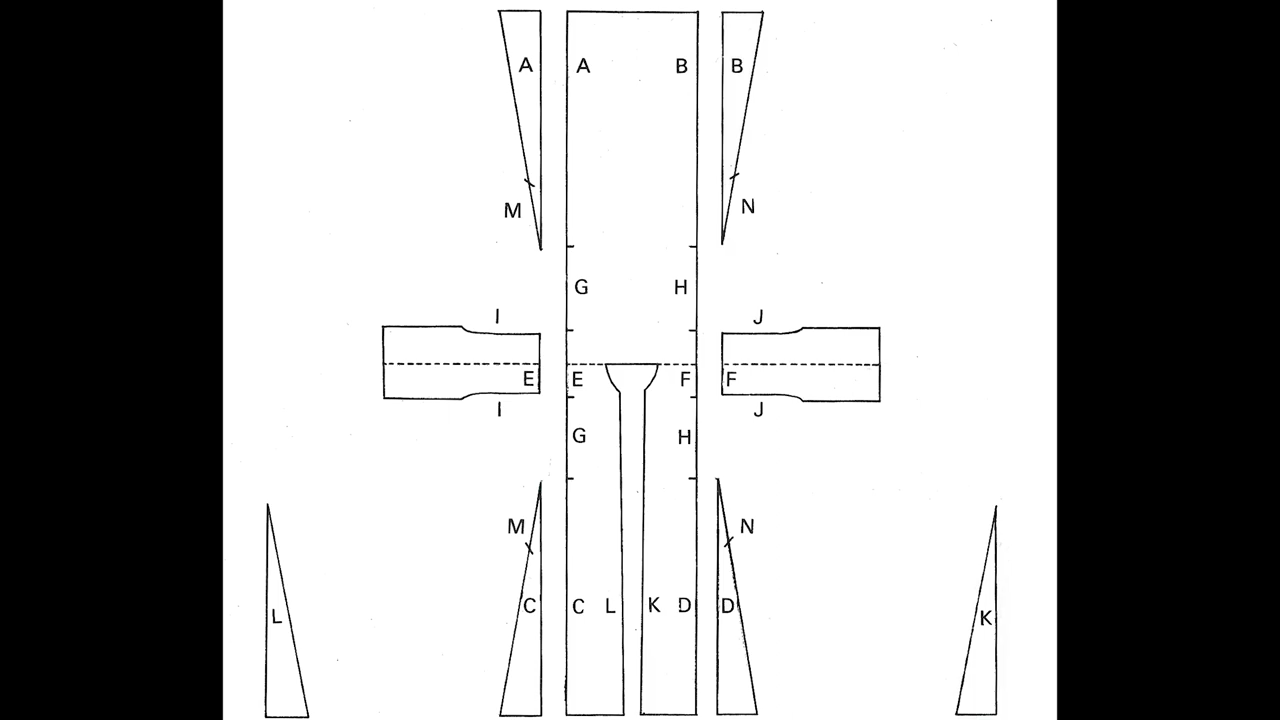 A A B B
M N
G H
I J
E E F F
I J
G H
M N
C C L K D D
L K